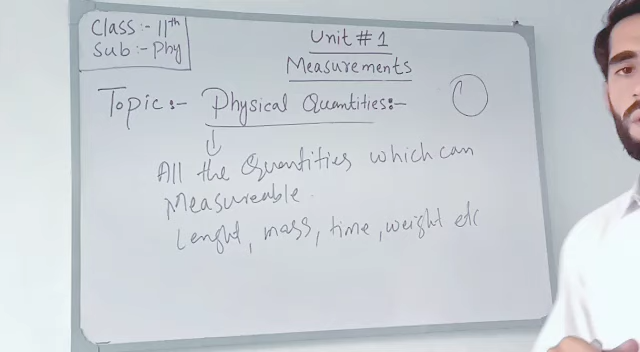 Class :- 11th
Sub :- Phy
Unit # 1
Measurements
Topic :- Physical Quantities :-
All the Quantities which can
Measureable.
Lenght, mass, time, weight etc